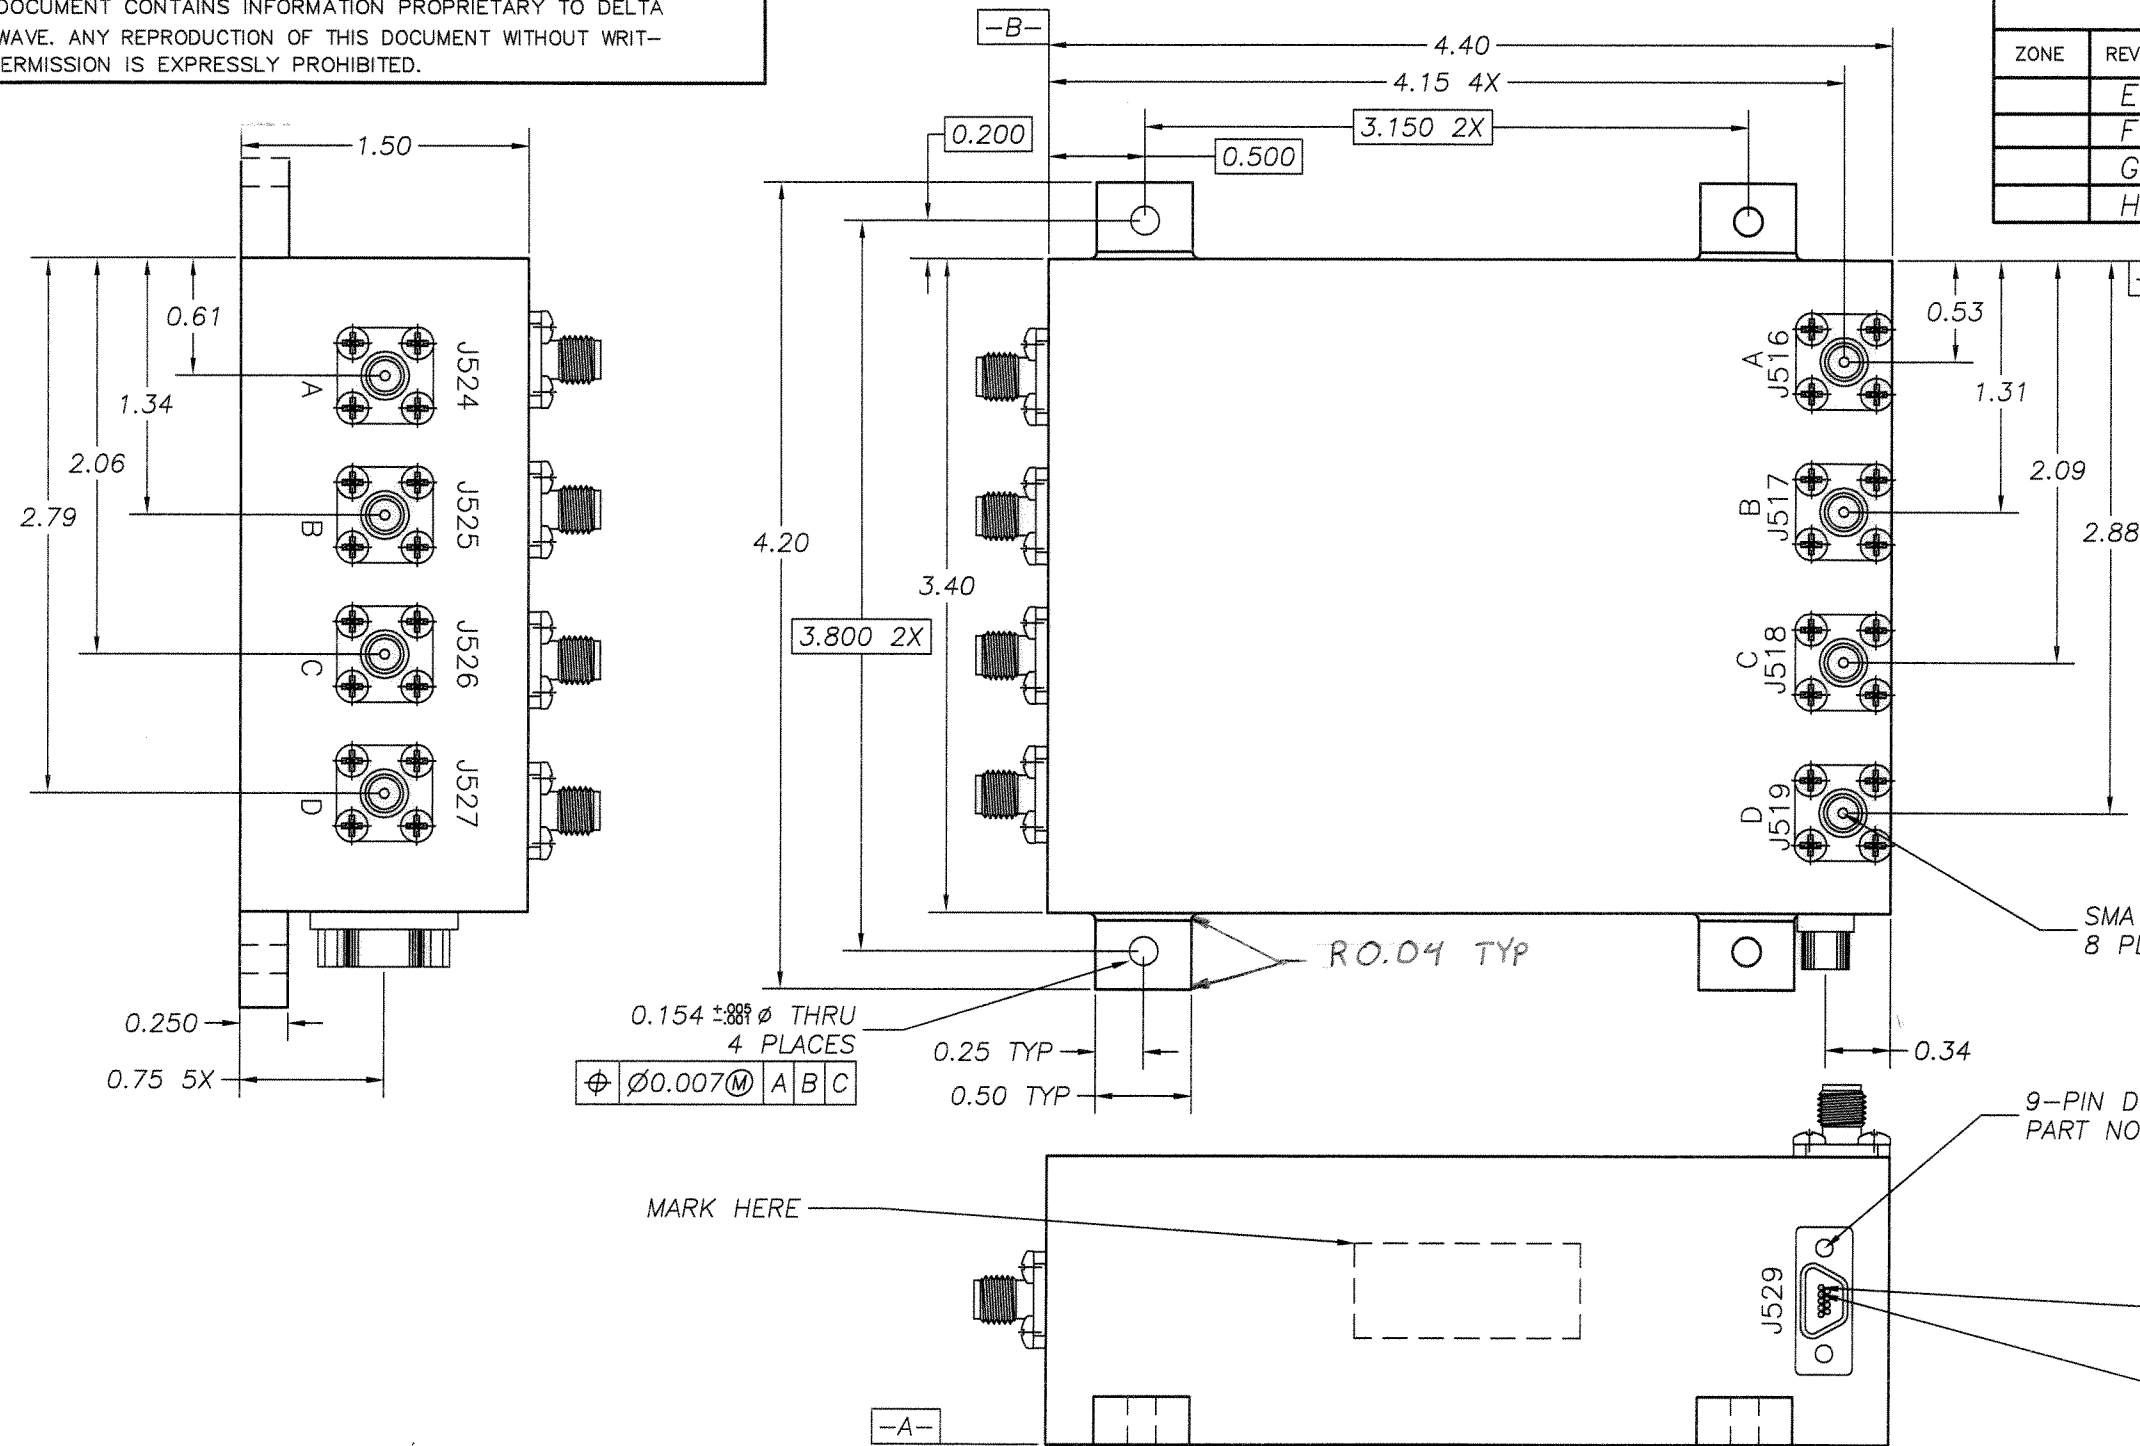 DOCUMENT CONTAINS INFORMATION PROPRIETARY TO DELTA
WAVE. ANY REPRODUCTION OF THIS DOCUMENT WITHOUT WRIT-
ERMISSION IS EXPRESSLY PROHIBITED.
ZONE REV
E
F
G
H
-B-
4.40
4.15 4X
3.150 2X
0.200
0.500
1.50
0.61
1.34
2.06
2.79
A J524
B J525
C J526
D J527
0.250
0.75 5X
4.20
3.40
3.800 2X
A
J516
B
J517
C
J518
D
J519
0.53
1.31
2.09
2.88
SMA
8 PL
R0.04 TYP
0.154 +.005 -.001 ø THRU
4 PLACES
⌖ Ø0.007Ⓜ A B C
0.25 TYP
0.50 TYP
0.34
9-PIN D
PART NO
MARK HERE
J529
-A-